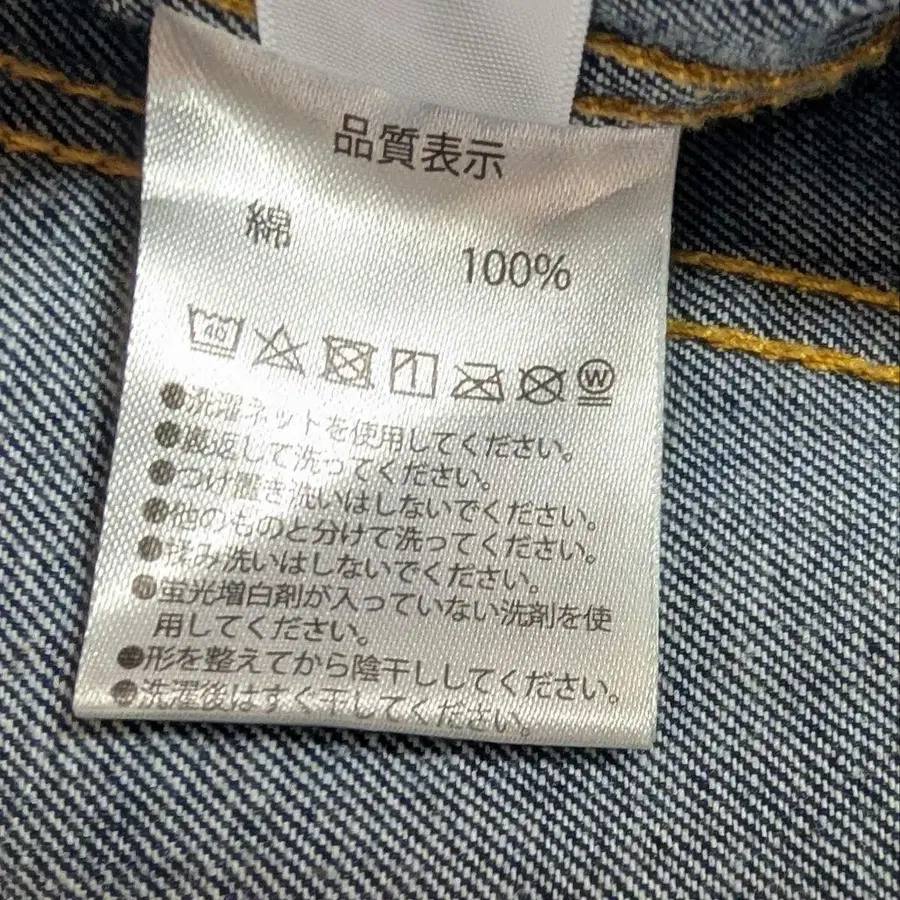 品質表示
綿 100%
40 W
●洗濯ネットを使用してください。
●裏返して洗ってください。
●つけ置き洗いはしないでください。
●他のものと分けて洗ってください。
●揉み洗いはしないでください。
●蛍光増白剤が入っていない洗剤を使
用してください。
●形を整えてから陰干ししてください。
●洗濯後はすぐ干してください。